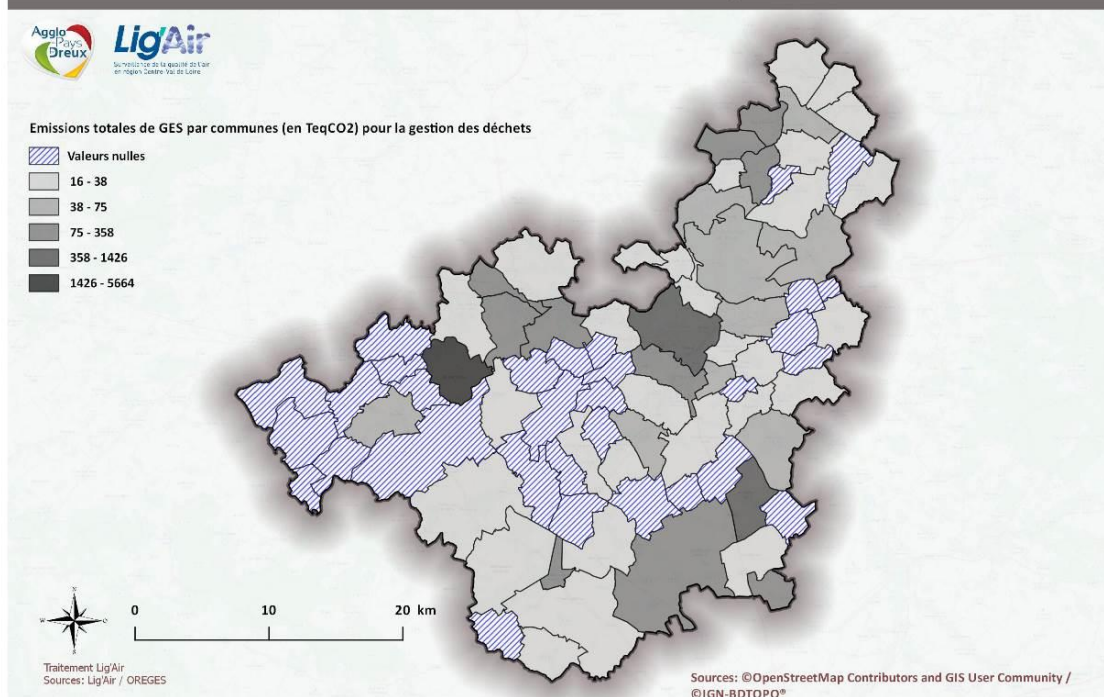 Agglo
Pays
Dreux
Lig'Air
Surveillance de la qualité de l'air
en région Centre-Val de Loire
Emissions totales de GES par communes (en TeqCO2) pour la gestion des déchets
Valeurs nulles
16 - 38
38 - 75
75 - 358
358 - 1426
1426 - 5664
0 10 20 km
Traitement Lig'Air
Sources: Lig'Air / OREGES
Sources: ©OpenStreetMap Contributors and GIS User Community /
©IGN-BDTOPO®